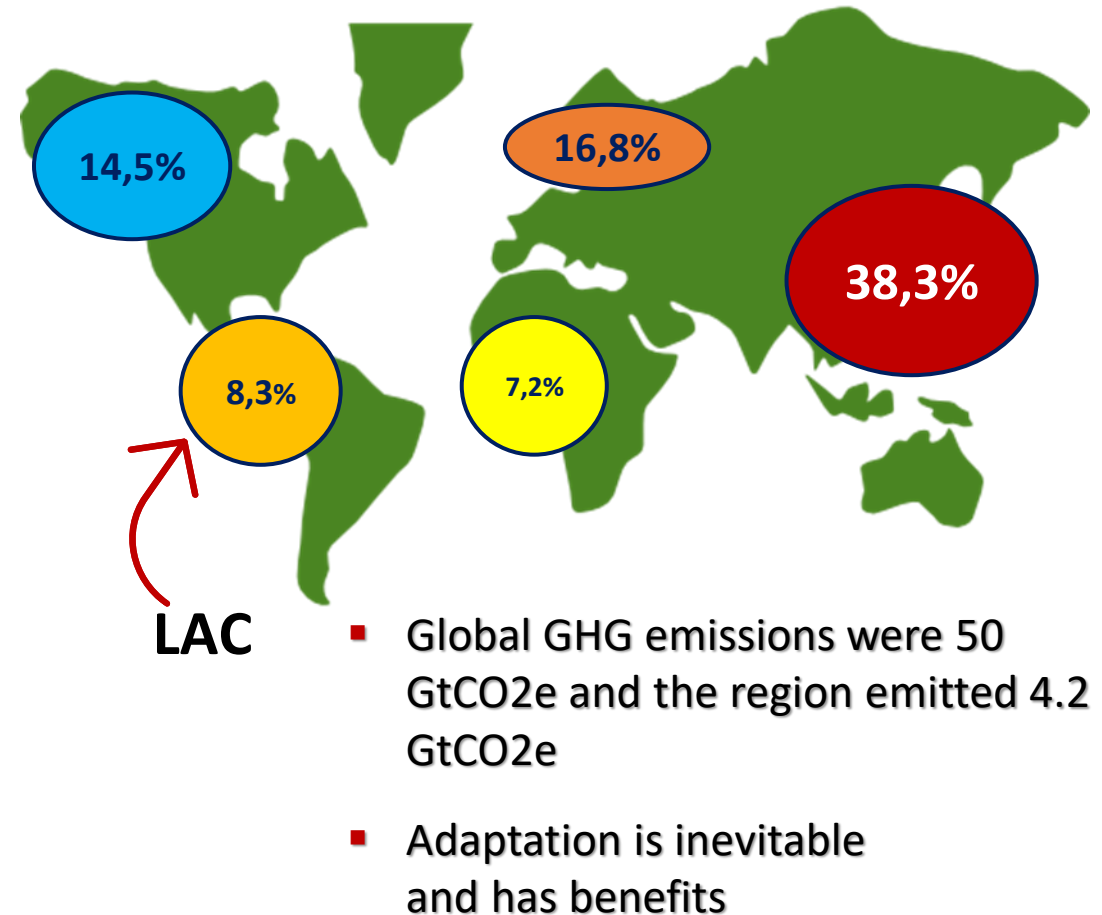 14,5%
16,8%
38,3%
8,3%
7,2%
LAC
▪ Global GHG emissions were 50
GtCO2e and the region emitted 4.2
GtCO2e
▪ Adaptation is inevitable
and has benefits